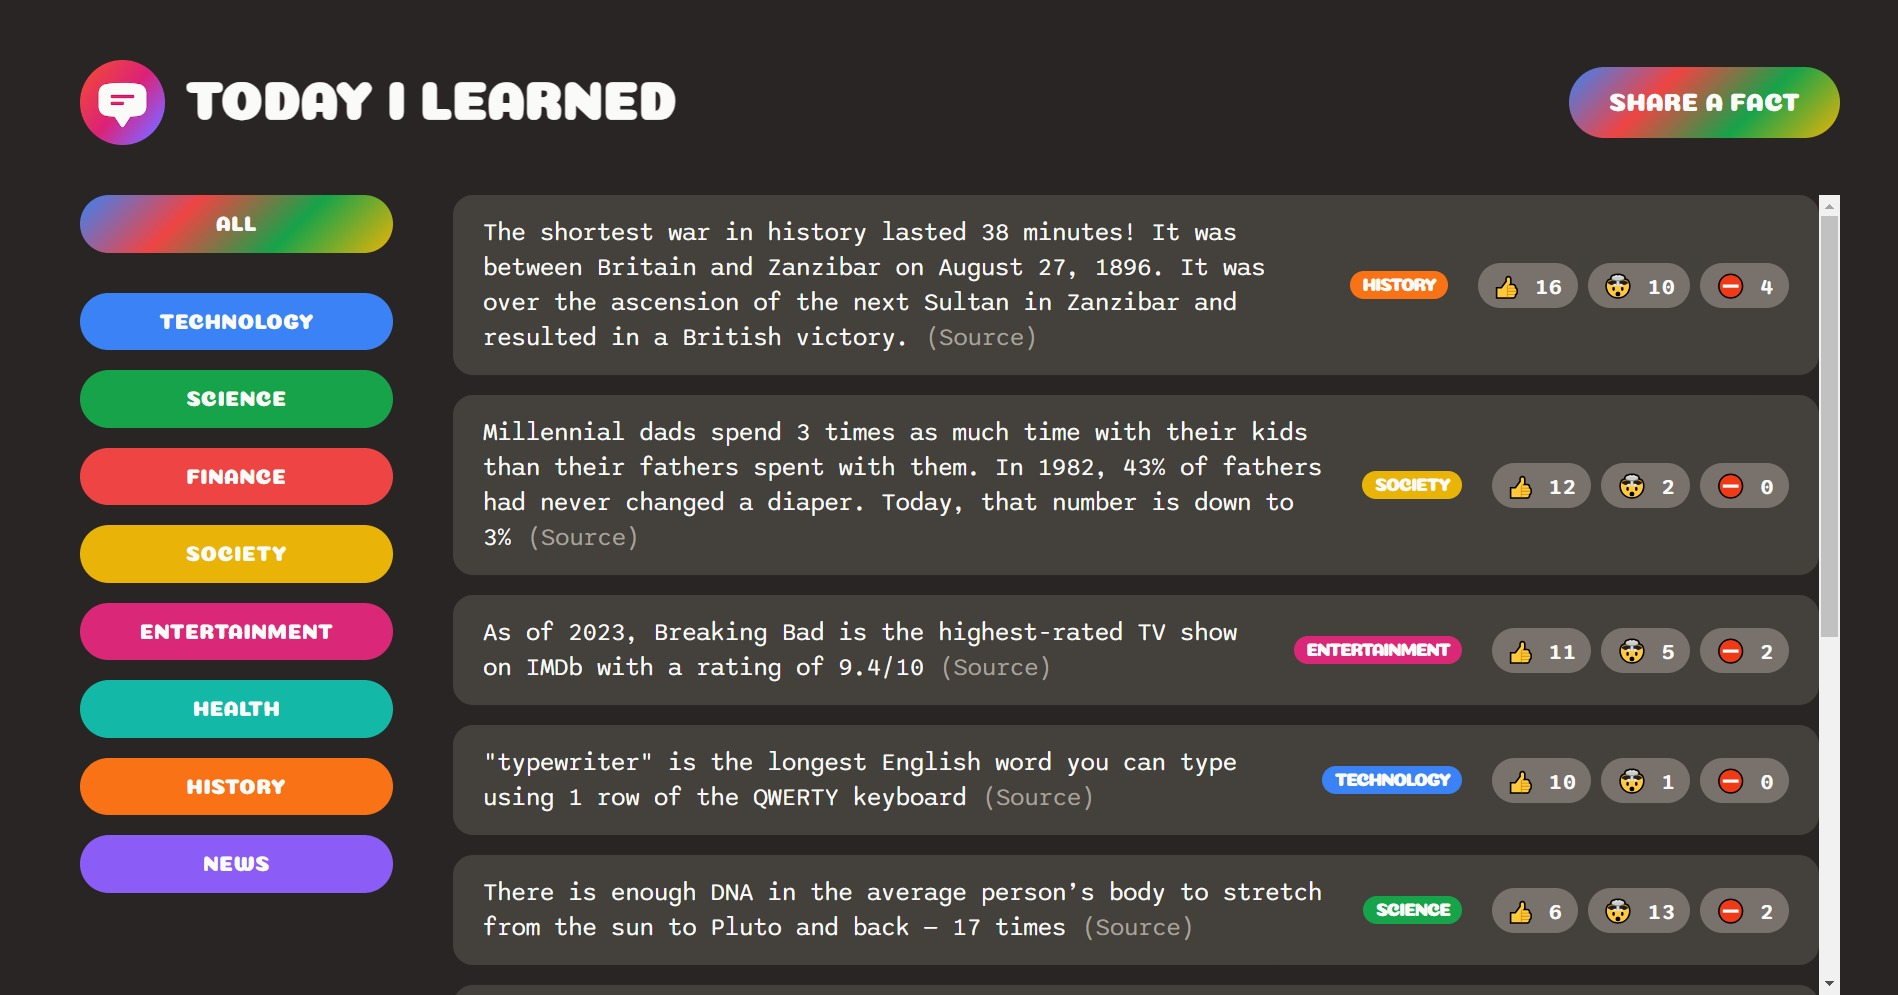 TODAY I LEARNED
SHARE A FACT
ALL
TECHNOLOGY
SCIENCE
FINANCE
SOCIETY
ENTERTAINMENT
HEALTH
HISTORY
NEWS
The shortest war in history lasted 38 minutes! It was
between Britain and Zanzibar on August 27, 1896. It was
over the ascension of the next Sultan in Zanzibar and
resulted in a British victory. (Source)
HISTORY
👍 16
🤯 10
⛔ 4
Millennial dads spend 3 times as much time with their kids
than their fathers spent with them. In 1982, 43% of fathers
had never changed a diaper. Today, that number is down to
3% (Source)
SOCIETY
👍 12
🤯 2
⛔ 0
As of 2023, Breaking Bad is the highest-rated TV show
on IMDb with a rating of 9.4/10 (Source)
ENTERTAINMENT
👍 11
🤯 5
⛔ 2
"typewriter" is the longest English word you can type
using 1 row of the QWERTY keyboard (Source)
TECHNOLOGY
👍 10
🤯 1
⛔ 0
There is enough DNA in the average person’s body to stretch
from the sun to Pluto and back — 17 times (Source)
SCIENCE
👍 6
🤯 13
⛔ 2